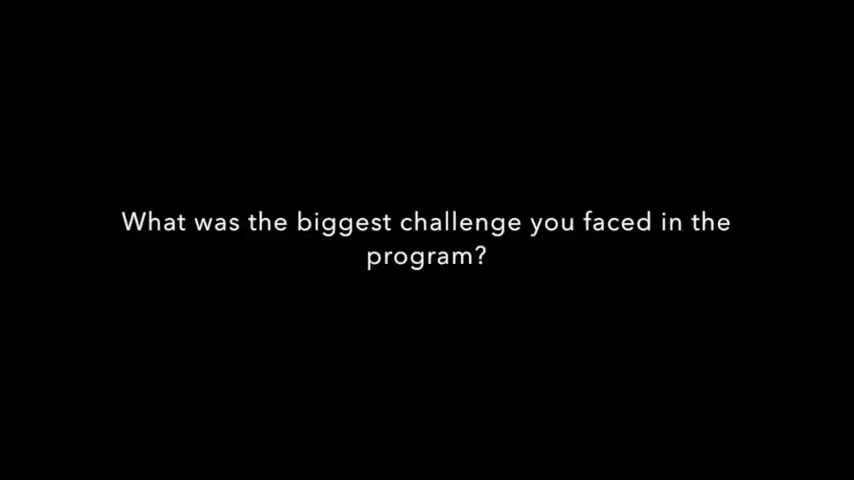 What was the biggest challenge you faced in the
program?